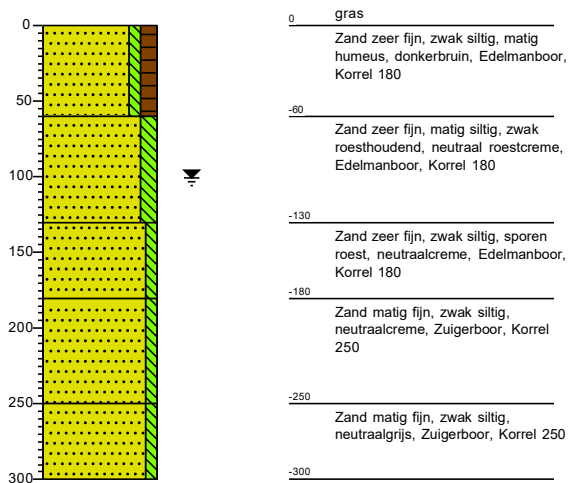 gras
0
0
Zand zeer fijn, zwak siltig, matig
humeus, donkerbruin, Edelmanboor,
Korrel 180
50
-60
Zand zeer fijn, matig siltig, zwak
roesthoudend, neutraal roestcreme,
Edelmanboor, Korrel 180
100
-130
Zand zeer fijn, zwak siltig, sporen
roest, neutraalcreme, Edelmanboor,
Korrel 180
150
-180
Zand matig fijn, zwak siltig,
neutraalcreme, Zuigerboor, Korrel
250
200
250
-250
Zand matig fijn, zwak siltig,
neutraalgrijs, Zuigerboor, Korrel 250
300
-300